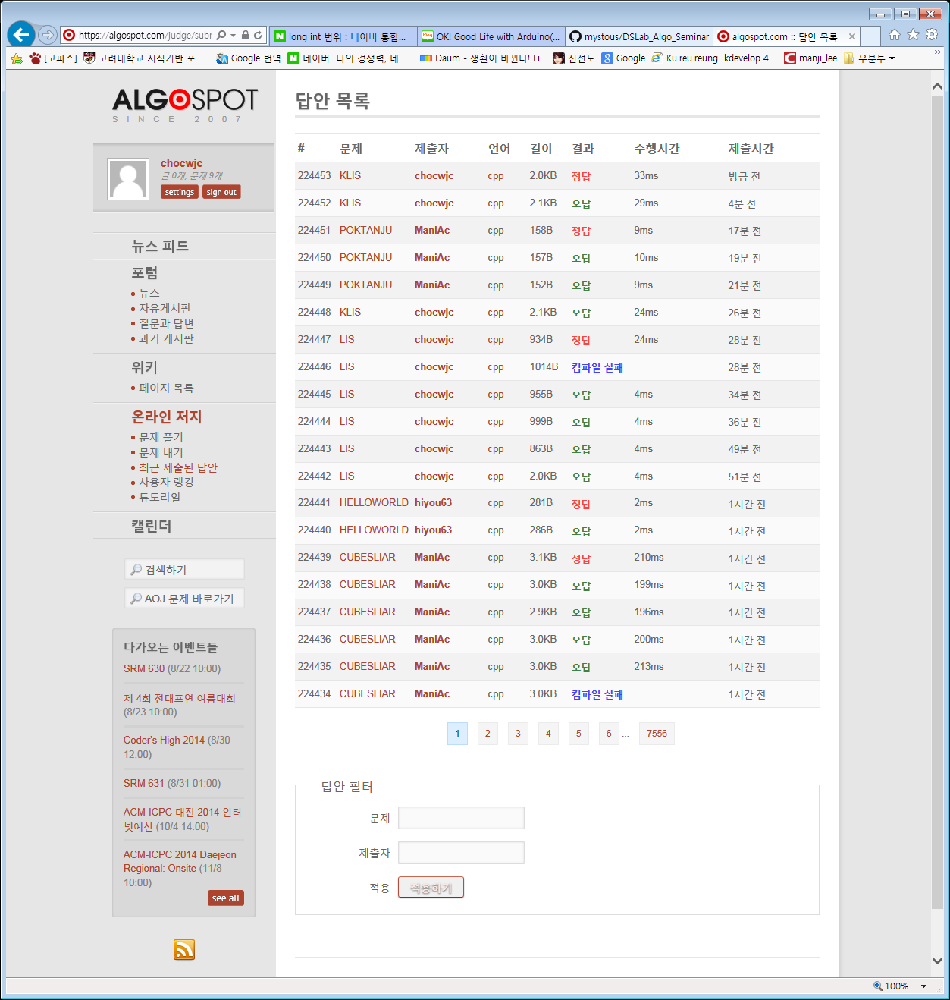 https://algospot.com/judge/subr
long int 범위 : 네이버 통합...
OK! Good Life with Arduino(...
mystous/DSLab_Algo_Seminar
algospot.com :: 답안 목록
[고파스]
고려대학교 지식기반 포...
Google 번역
네이버
나의 경쟁력, 네...
Daum - 생활이 바뀐다! Li...
신선도
Google
Ku.reu.reung
kdevelop 4...
manji_lee
우분투
ALGOSPOT
SINCE 2007
chocwjc
글 0개, 문제 9개
settings sign out
뉴스 피드
포럼
뉴스
자유게시판
질문과 답변
과거 게시판
위키
페이지 목록
온라인 저지
문제 풀기
문제 내기
최근 제출된 답안
사용자 랭킹
튜토리얼
캘린더
검색하기
AOJ 문제 바로가기
다가오는 이벤트들
SRM 630 (8/22 10:00)
제 4회 전대프연 여름대회
(8/23 10:00)
Coder's High 2014 (8/30
12:00)
SRM 631 (8/31 01:00)
ACM-ICPC 대전 2014 인터
넷예선 (10/4 14:00)
ACM-ICPC 2014 Daejeon
Regional: Onsite (11/8
10:00)
see all
답안 목록
# 문제 제출자 언어 길이 결과 수행시간 제출시간
224453 KLIS chocwjc cpp 2.0KB 정답 33ms 방금 전
224452 KLIS chocwjc cpp 2.1KB 오답 29ms 4분 전
224451 POKTANJU ManiAc cpp 158B 정답 9ms 17분 전
224450 POKTANJU ManiAc cpp 157B 오답 10ms 19분 전
224449 POKTANJU ManiAc cpp 152B 오답 9ms 21분 전
224448 KLIS chocwjc cpp 2.1KB 오답 24ms 26분 전
224447 LIS chocwjc cpp 934B 정답 24ms 28분 전
224446 LIS chocwjc cpp 1014B 컴파일 실패 28분 전
224445 LIS chocwjc cpp 955B 오답 4ms 34분 전
224444 LIS chocwjc cpp 999B 오답 4ms 36분 전
224443 LIS chocwjc cpp 863B 오답 4ms 49분 전
224442 LIS chocwjc cpp 2.0KB 오답 4ms 51분 전
224441 HELLOWORLD hiyou63 cpp 281B 정답 2ms 1시간 전
224440 HELLOWORLD hiyou63 cpp 286B 오답 2ms 1시간 전
224439 CUBESLIAR ManiAc cpp 3.1KB 정답 210ms 1시간 전
224438 CUBESLIAR ManiAc cpp 3.0KB 오답 199ms 1시간 전
224437 CUBESLIAR ManiAc cpp 2.9KB 오답 196ms 1시간 전
224436 CUBESLIAR ManiAc cpp 3.0KB 오답 200ms 1시간 전
224435 CUBESLIAR ManiAc cpp 3.0KB 오답 213ms 1시간 전
224434 CUBESLIAR ManiAc cpp 3.0KB 컴파일 실패 1시간 전
1 2 3 4 5 6 ... 7556
답안 필터
문제
제출자
적용 적용하기
100%